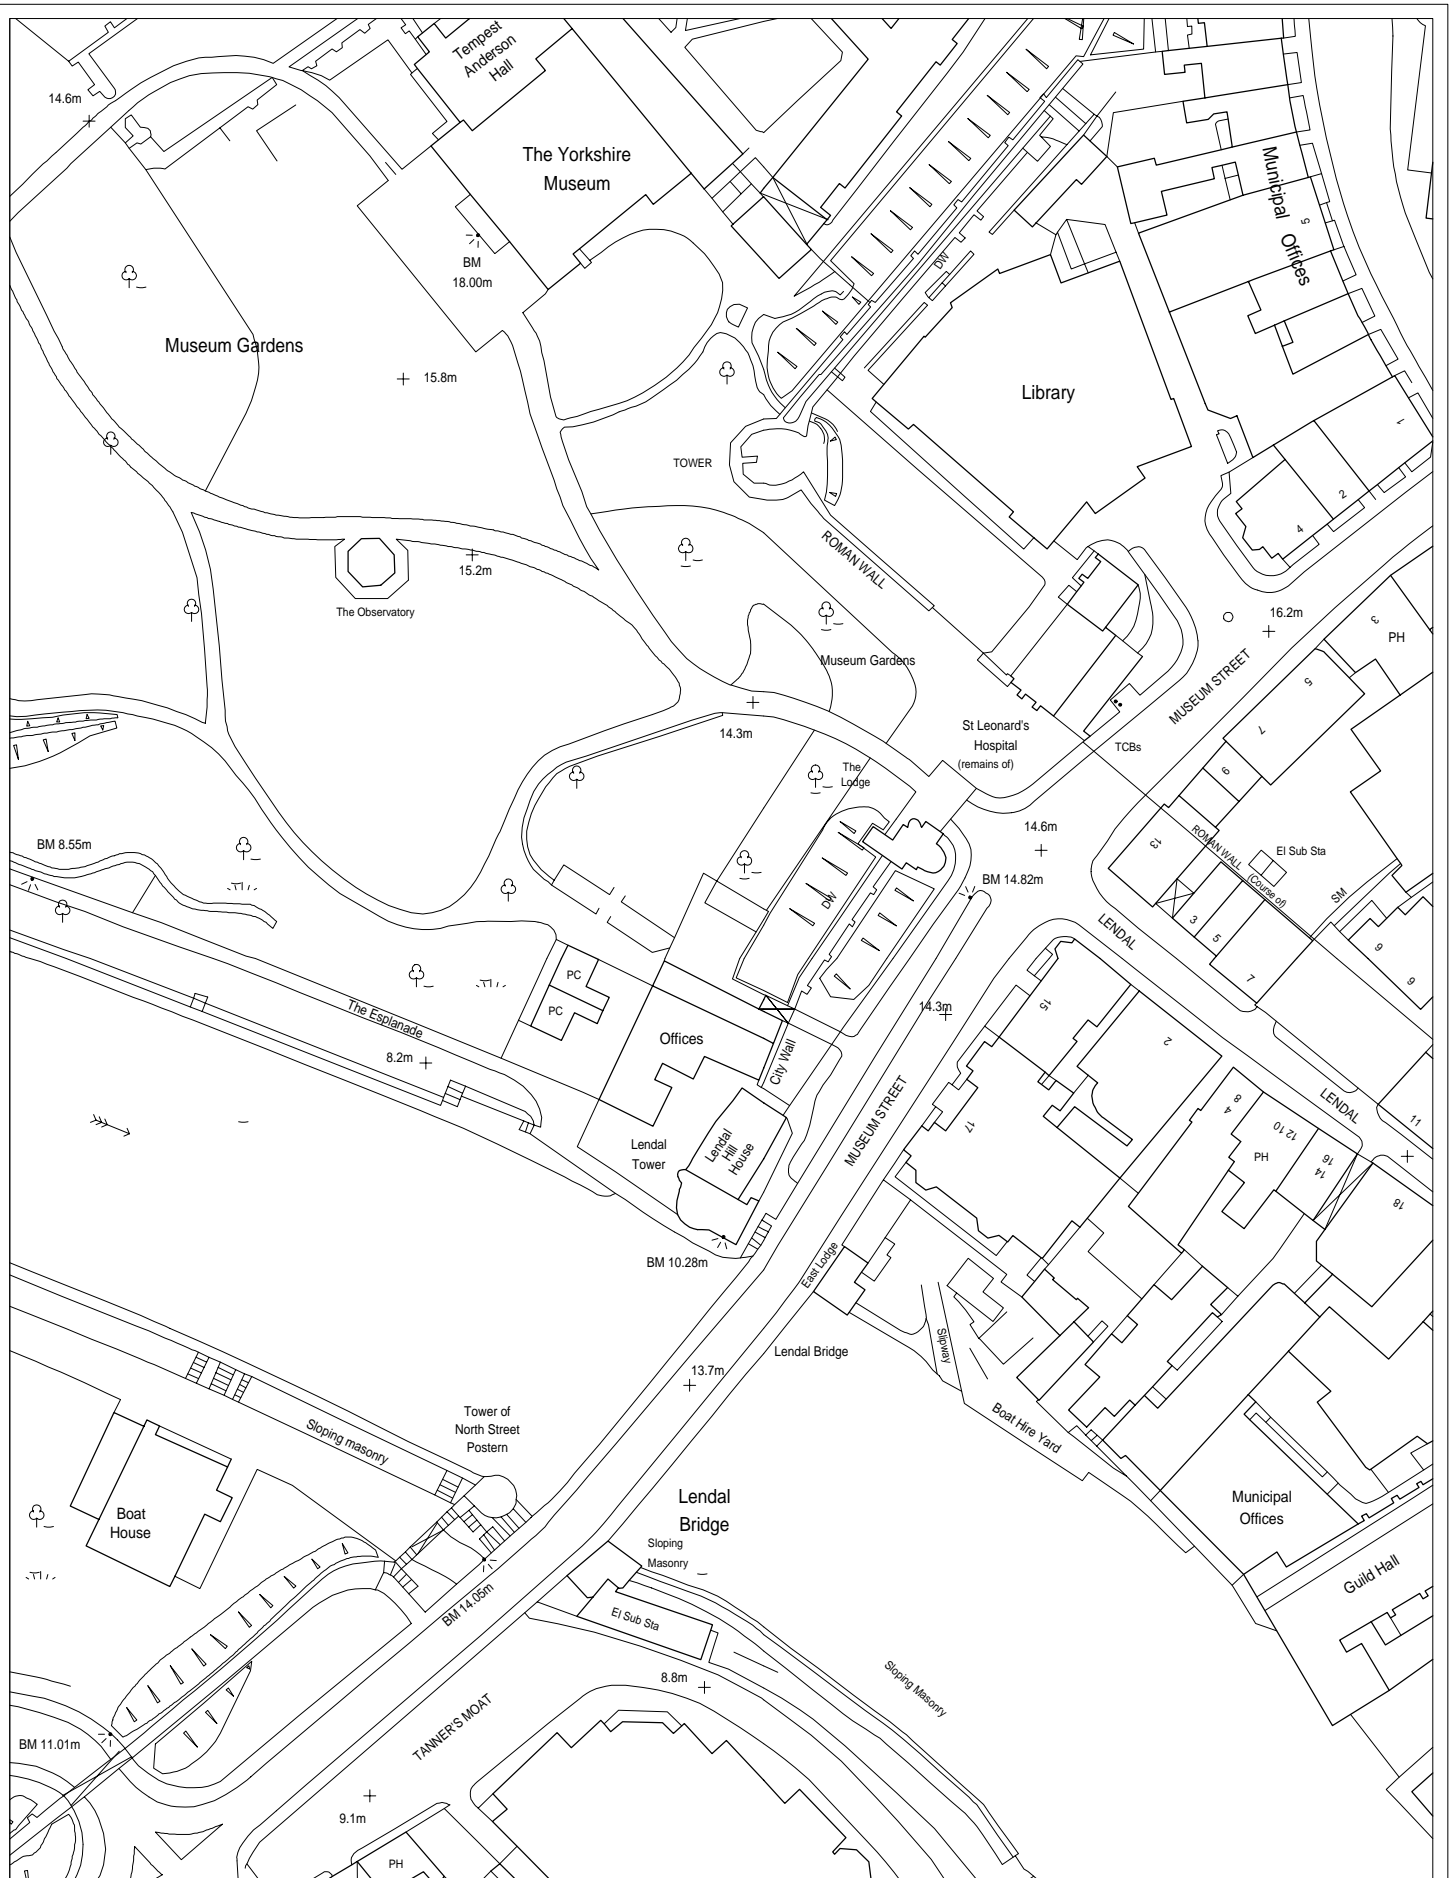 Tempest
Anderson
Hall
14.6m
The Yorkshire
Museum
BM
18.00m
Municipal Offices
5
DW
Museum Gardens
15.8m
Library
1
2
4
TOWER
ROMAN WALL
15.2m
The Observatory
16.2m
3
PH
MUSEUM STREET
5
7
9
Museum Gardens
14.3m
St Leonard's
Hospital
(remains of)
TCBs
The
Lodge
14.6m
13
ROMAN WALL
(Course of)
El Sub Sta
SM
BM 8.55m
BM 14.82m
DW
LENDAL
3
5
7
9
9
PC
PC
The Esplanade
8.2m
Offices
City Wall
14.3m
15
2
MUSEUM STREET
17
LENDAL
11
4
8
12 10
PH
14
16
18
Lendal
Tower
Lendal
Hill
House
BM 10.28m
East Lodge
Slipway
Lendal Bridge
13.7m
Boat Hire Yard
Tower of
North Street
Postern
Sloping masonry
Boat
House
Lendal
Bridge
Sloping
Masonry
Municipal
Offices
Guild Hall
BM 14.05m
El Sub Sta
8.8m
Sloping Masonry
TANNER'S MOAT
BM 11.01m
9.1m
PH